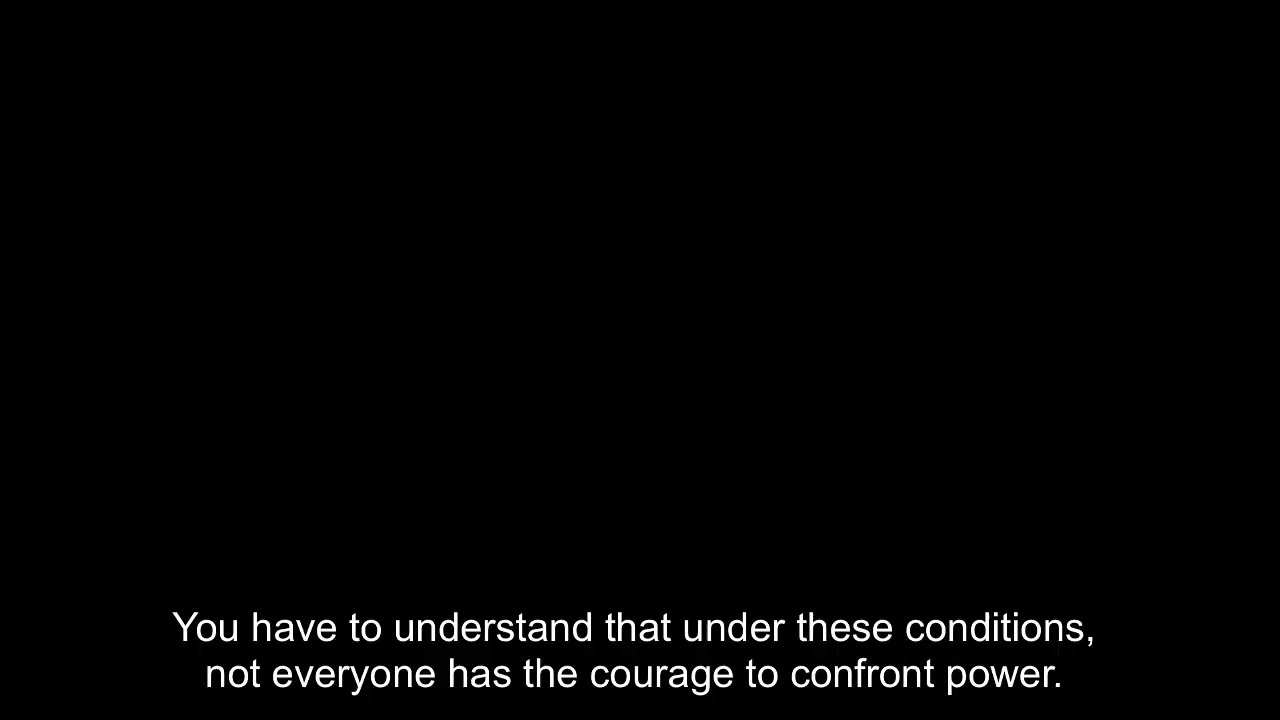 You have to understand that under these conditions,
not everyone has the courage to confront power.